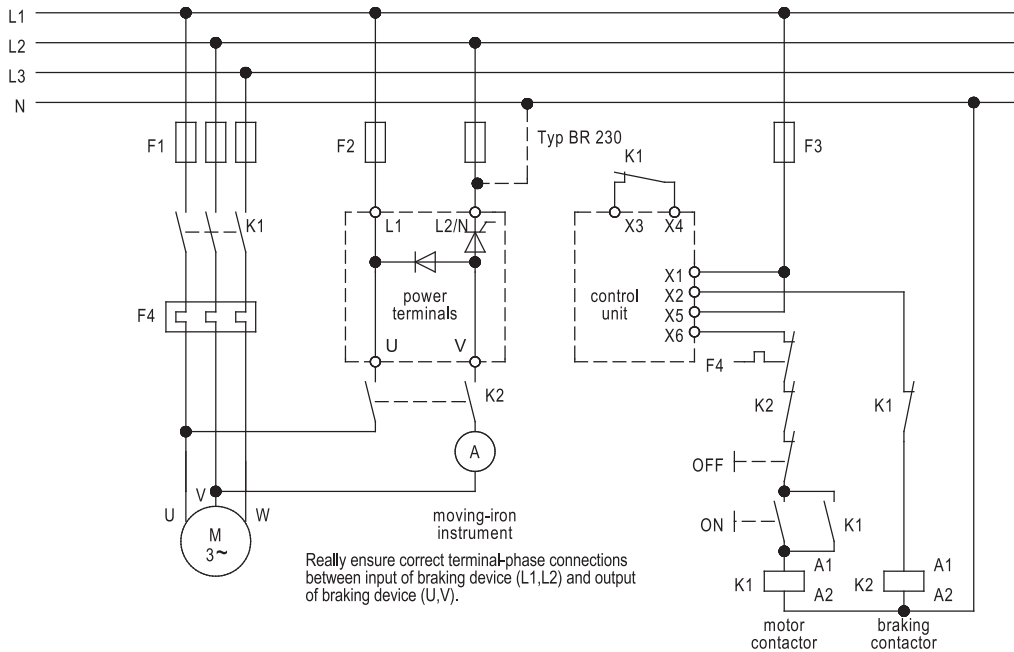 L1
L2
L3
N
F1
F2
Typ BR 230
F3
K1
K1
X3 X4
L1 L2/N
X1
X2
X5
X6
power
terminals
control
unit
F4
U V
F4
K2
K2
K1
A
OFF
V
U W
M
3~
moving-iron
instrument
ON
K1
Really ensure correct terminal-phase connections
between input of braking device (L1,L2) and output
of braking device (U,V).
K1 A1
A2
K2 A1
A2
motor
contactor
braking
contactor